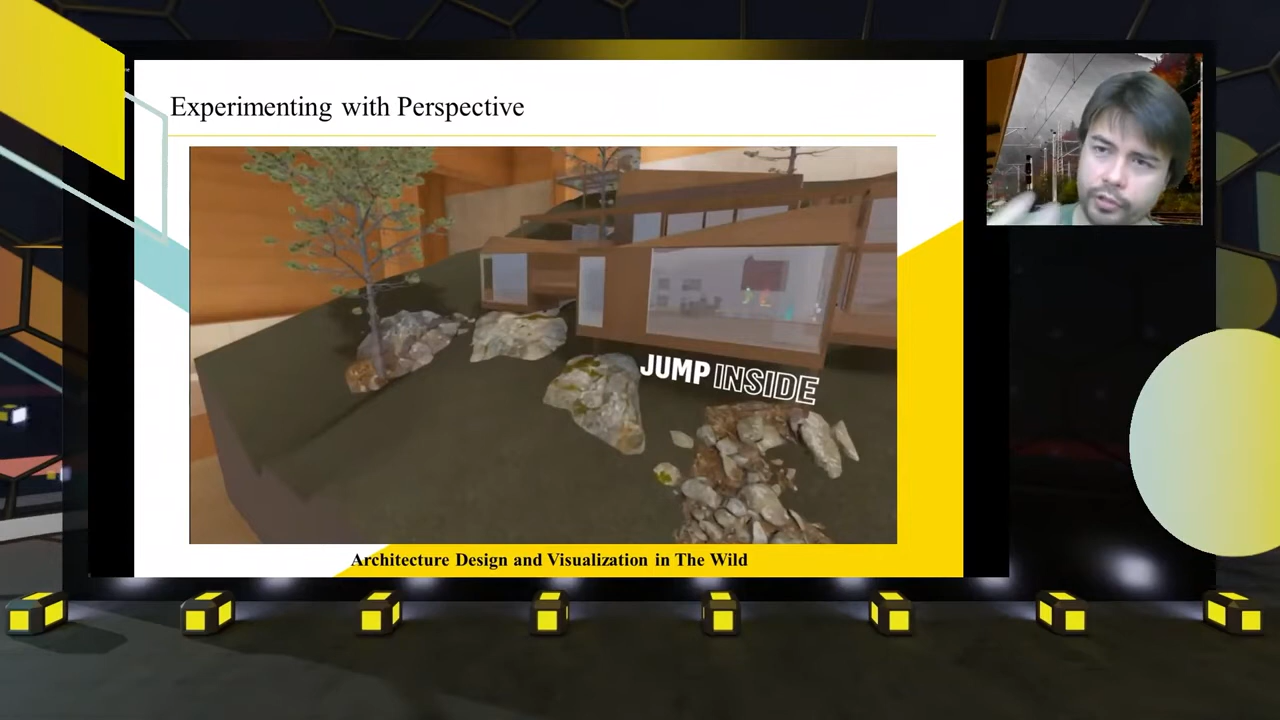 Experimenting with Perspective
JUMP INSIDE
Architecture Design and Visualization in The Wild